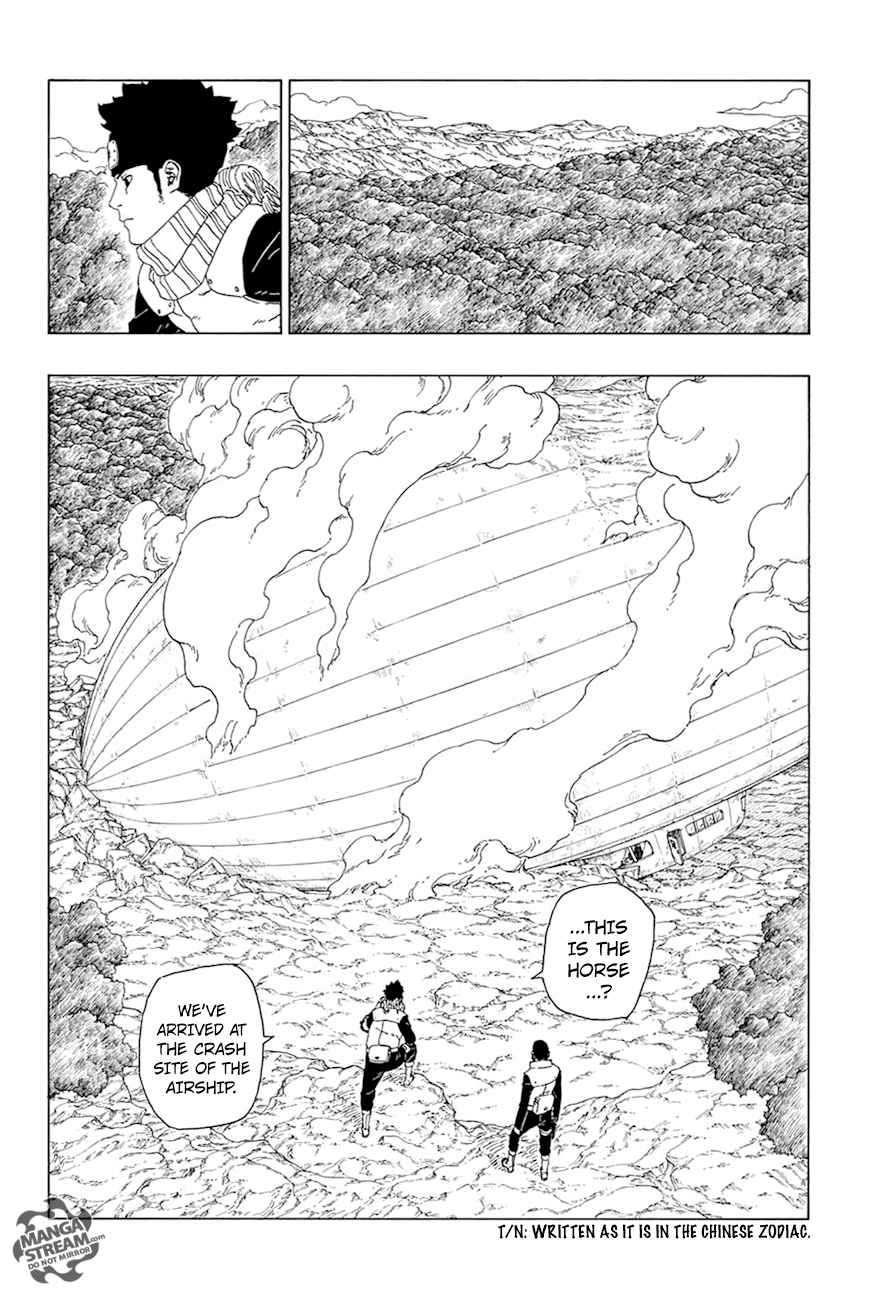 ...THIS
IS THE
HORSE
...?
WE'VE
ARRIVED AT
THE CRASH
SITE OF THE
AIRSHIP.
T/N: WRITTEN AS IT IS IN THE CHINESE ZODIAC.
MANGA
STREAM.COM
DO NOT MIRROR